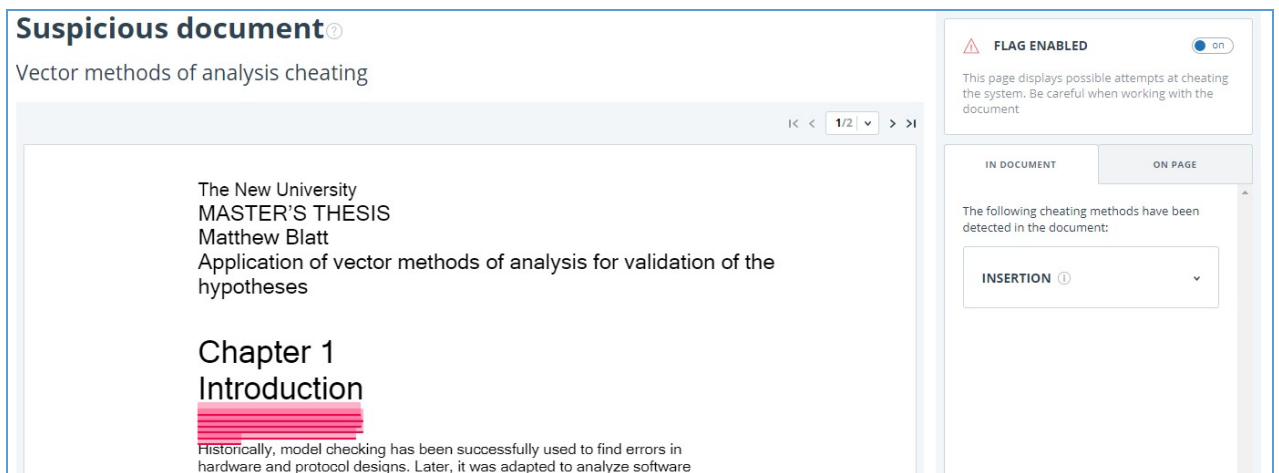 Suspicious document
Vector methods of analysis cheating
1/2
The New University
MASTER'S THESIS
Matthew Blatt
Application of vector methods of analysis for validation of the
hypotheses
Chapter 1
Introduction
Historically, model checking has been successfully used to find errors in
hardware and protocol designs. Later, it was adapted to analyze software
FLAG ENABLED
on
This page displays possible attempts at cheating
the system. Be careful when working with the
document
IN DOCUMENT
ON PAGE
The following cheating methods have been
detected in the document:
INSERTION